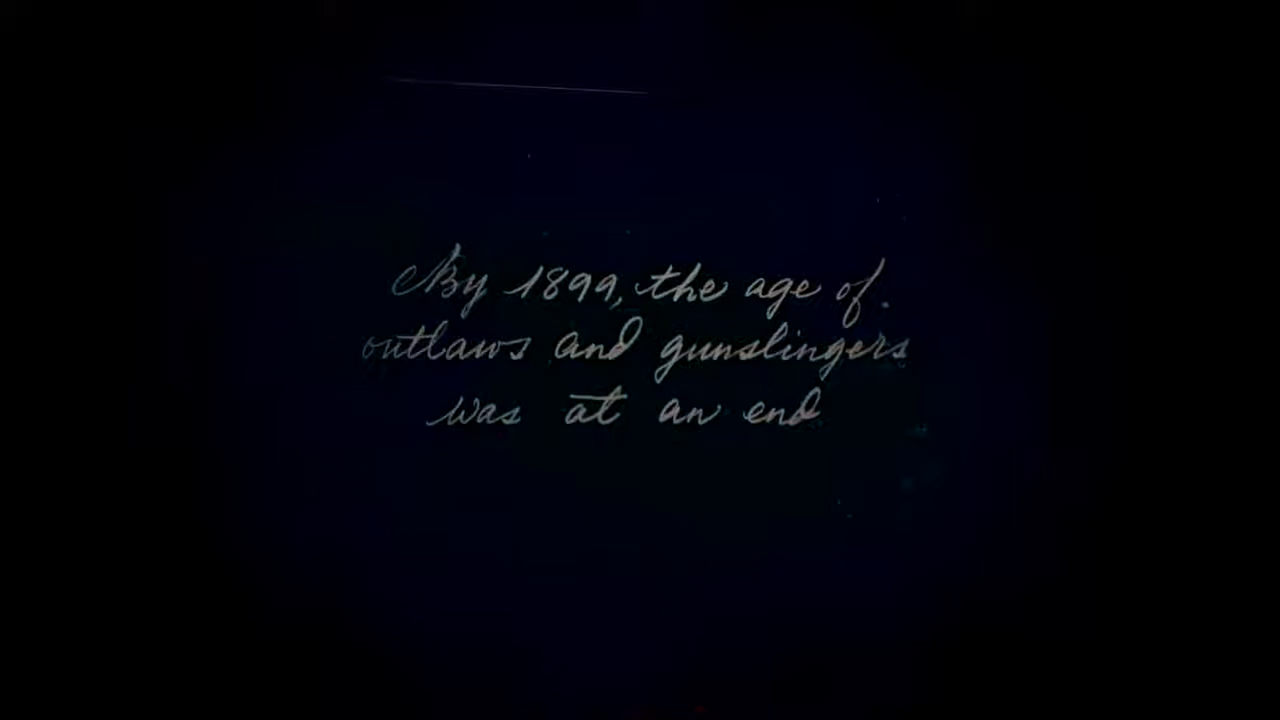 By 1899, the age of
outlaws and gunslingers
was at an end